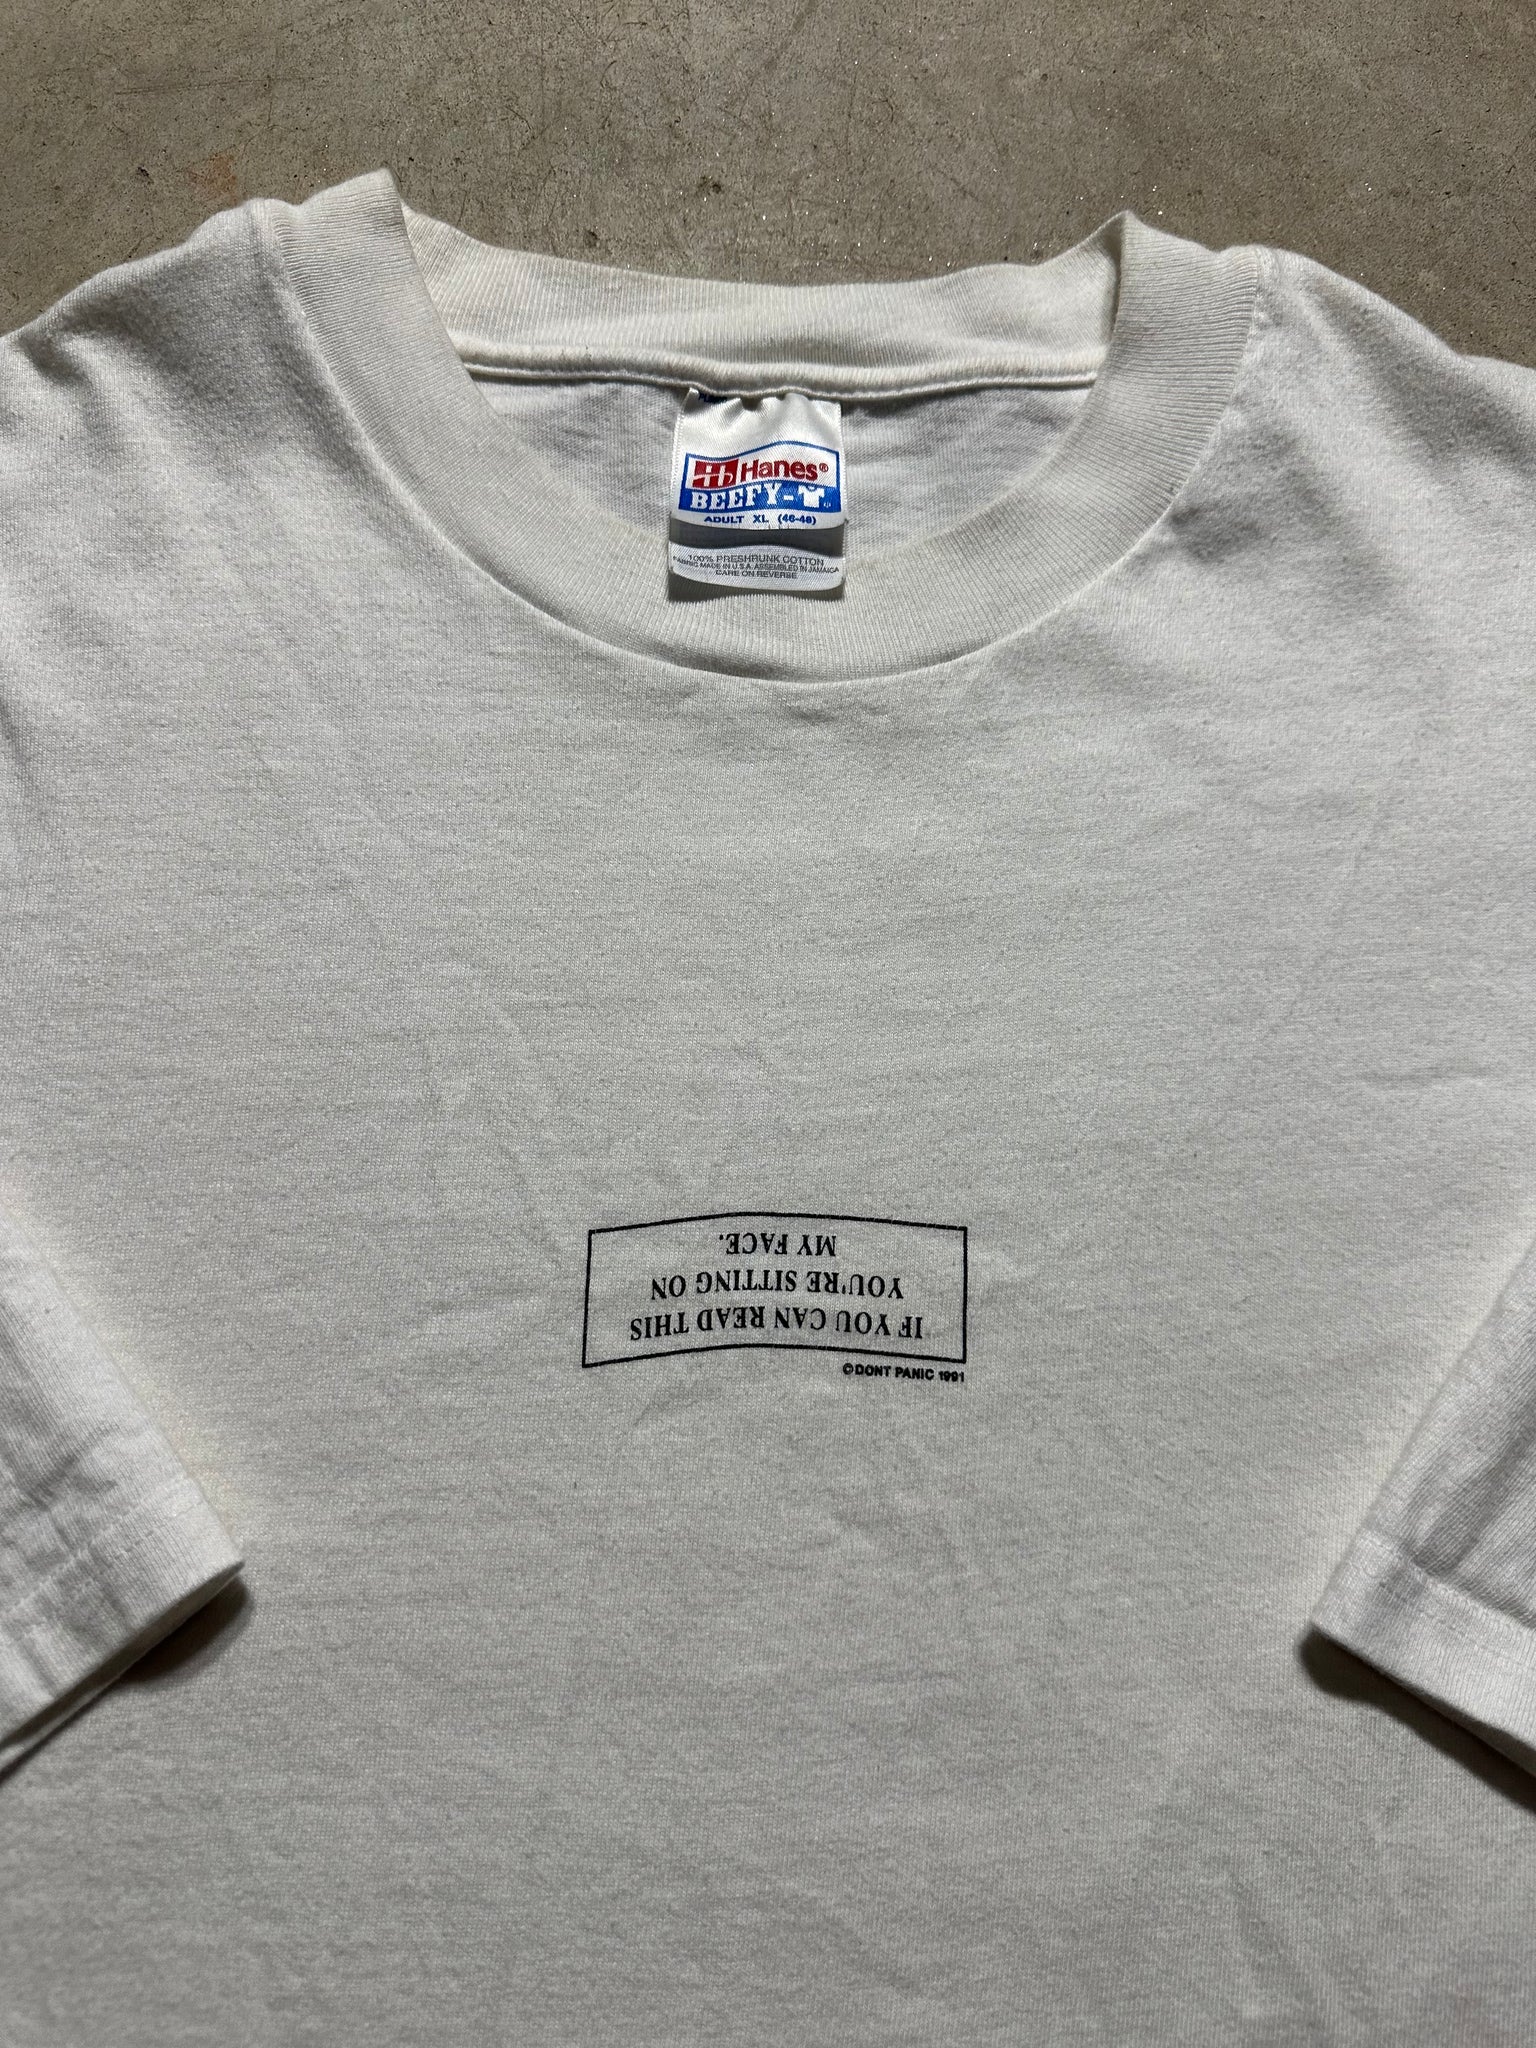 Hanes®
BEEFY-
ADULT XL (46-48)
100% PRESHRUNK COTTON
FABRIC MADE IN U.S.A. ASSEMBLED IN JAMAICA
CARE ON REVERSE
IF YOU CAN READ THIS
YOU'RE SITTING ON
MY FACE.
©DONT PANIC 1991